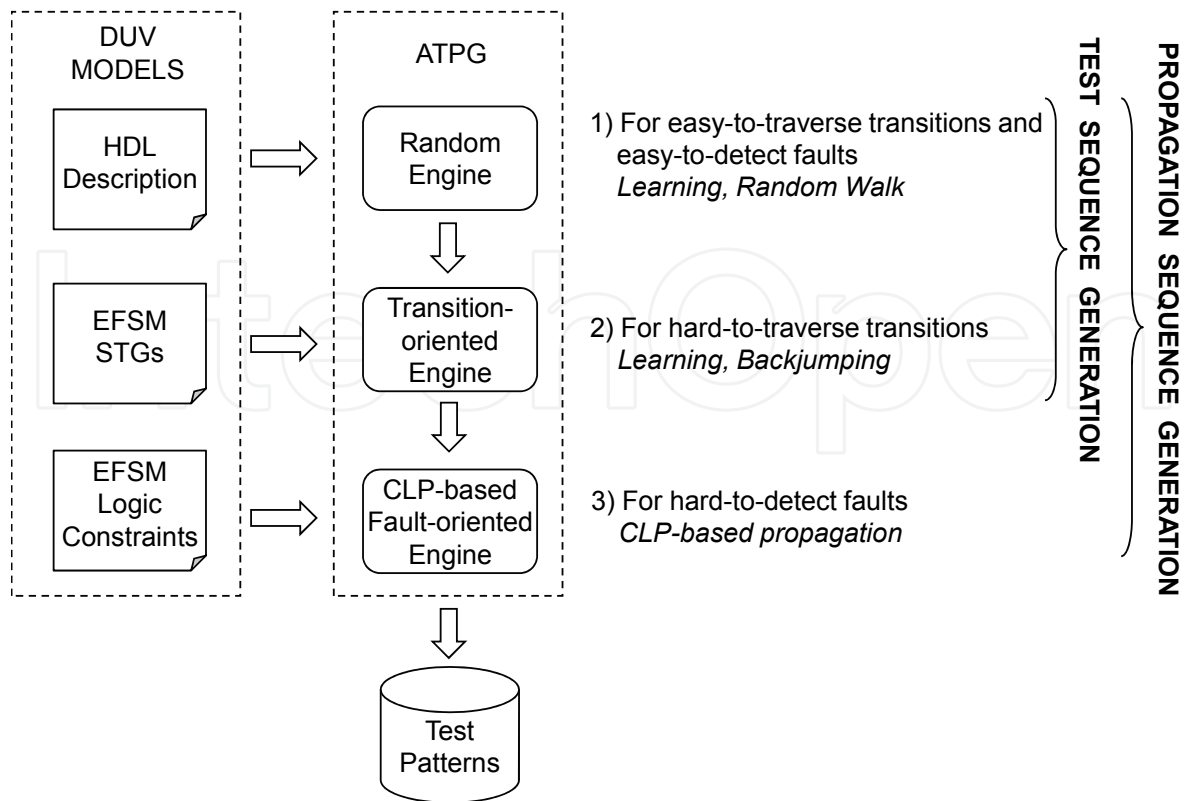 DUV
MODELS
HDL
Description
EFSM
STGs
EFSM
Logic
Constraints
ATPG
Random
Engine
Transition-
oriented
Engine
CLP-based
Fault-oriented
Engine
Test
Patterns
1) For easy-to-traverse transitions and
easy-to-detect faults
Learning, Random Walk
2) For hard-to-traverse transitions
Learning, Backjumping
3) For hard-to-detect faults
CLP-based propagation
TEST SEQUENCE GENERATION
PROPAGATION SEQUENCE GENERATION
IntechOpen